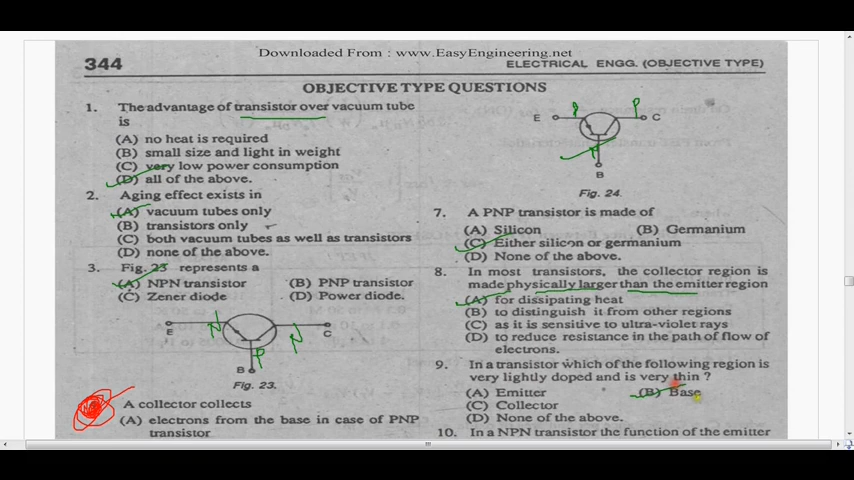 Downloaded From : www.EasyEngineering.net
344
ELECTRICAL ENGG. (OBJECTIVE TYPE)
OBJECTIVE TYPE QUESTIONS
1. The advantage of transistor over vacuum tube
is
(A) no heat is required
(B) small size and light in weight
(C) very low power consumption
(D) all of the above.
2. Aging effect exists in
(A) vacuum tubes only
(B) transistors only
(C) both vacuum tubes as well as transistors
(D) none of the above.
3. Fig. 23 represents a
(A) NPN transistor (B) PNP transistor
(C) Zener diode (D) Power diode.
N N
E C
P
B
Fig. 23.
A collector collects
(A) electrons from the base in case of PNP
transistor
P P
E C
B
Fig. 24.
7. A PNP transistor is made of
(A) Silicon (B) Germanium
(C) Either silicon or germanium
(D) None of the above.
8. In most transistors, the collector region is
made physically larger than the emitter region
(A) for dissipating heat
(B) to distinguish it from other regions
(C) as it is sensitive to ultra-violet rays
(D) to reduce resistance in the path of flow of
electrons.
9. In a transistor which of the following region is
very lightly doped and is very thin ?
(A) Emitter (B) Base
(C) Collector
(D) None of the above.
10. In a NPN transistor the function of the emitter